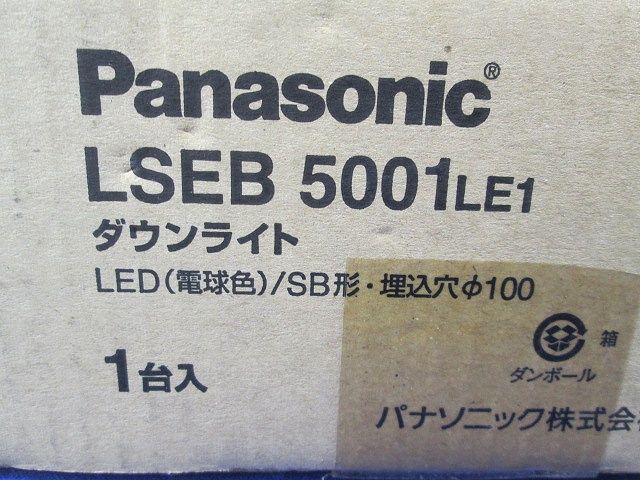 Panasonic®
LSEB 5001LE1
ダウンライト
LED(電球色)/SB形・埋込穴ϕ100
1台入
箱
ダンボール
パナソニック株式会